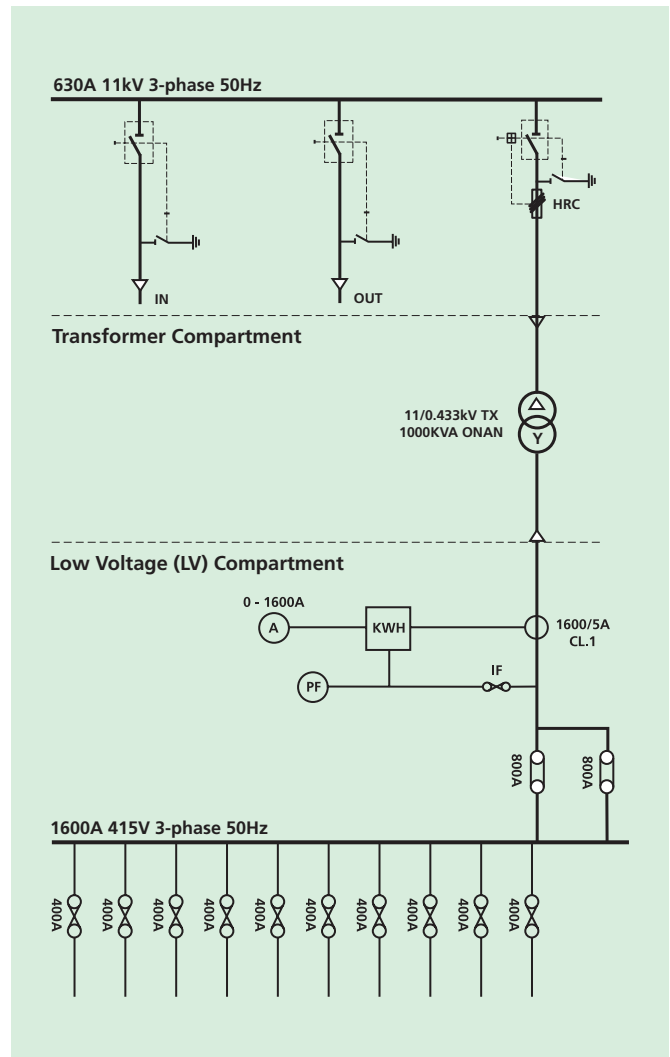 630A 11kV 3-phase 50Hz
HRC
IN
OUT
Transformer Compartment
11/0.433kV TX
1000KVA ONAN
Y
Low Voltage (LV) Compartment
0 - 1600A
A
KWH
1600/5A
CL.1
PF
IF
800A
800A
1600A 415V 3-phase 50Hz
400A
400A
400A
400A
400A
400A
400A
400A
400A
400A